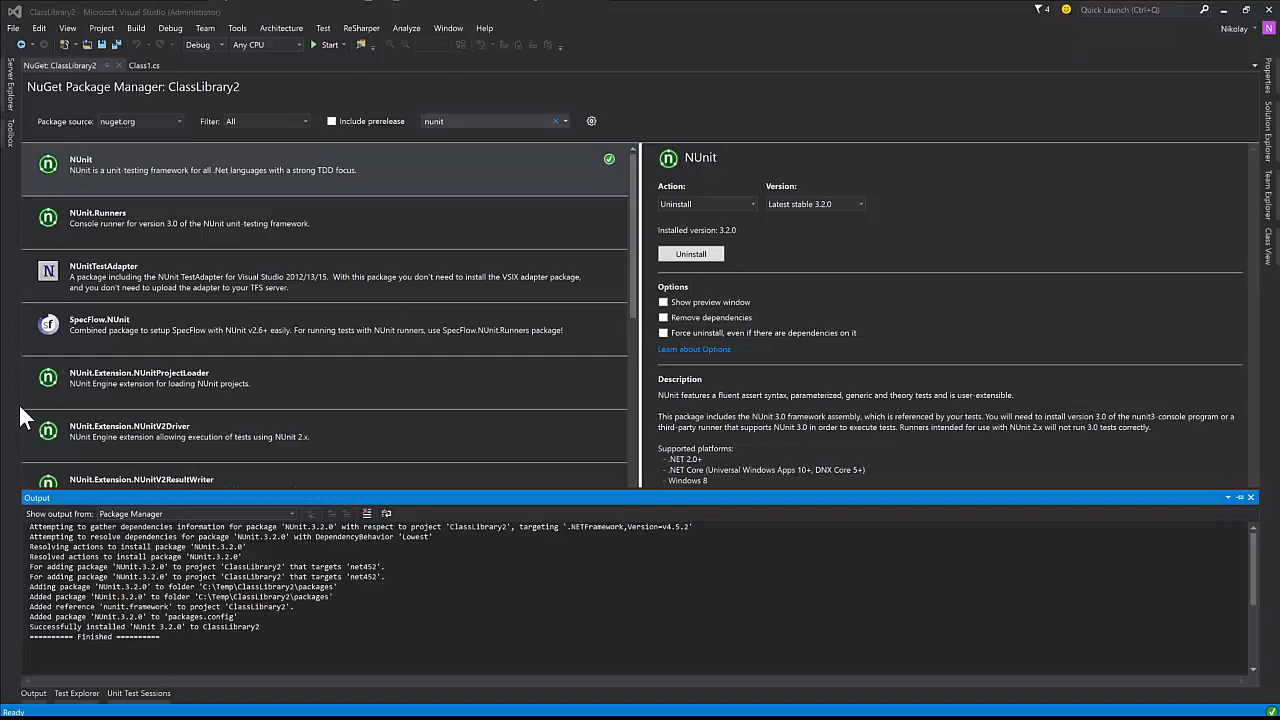 ClassLibrary2 - Microsoft Visual Studio (Administrator)
4
Quick Launch (Ctrl+Q)
File Edit View Project Build Debug Team Tools Architecture Test ReSharper Analyze Window Help
Nikolay N
Debug Any CPU Start
NuGet: ClassLibrary2 Class1.cs
Server Explorer
Toolbox
Properties
Solution Explorer
Team Explorer
Class View
NuGet Package Manager: ClassLibrary2
Package source: nuget.org Filter: All Include prerelease nunit
NUnit
NUnit is a unit-testing framework for all .Net languages with a strong TDD focus.
NUnit.Runners
Console runner for version 3.0 of the NUnit unit-testing framework.
NUnitTestAdapter
A package including the NUnit TestAdapter for Visual Studio 2012/13/15. With this package you don't need to install the VSIX adapter package,
and you don't need to upload the adapter to your TFS server.
SpecFlow.NUnit
Combined package to setup SpecFlow with NUnit v2.6+ easily. For running tests with NUnit runners, use SpecFlow.NUnit.Runners package!
NUnit.Extension.NUnitProjectLoader
NUnit Engine extension for loading NUnit projects.
NUnit.Extension.NUnitV2Driver
NUnit Engine extension allowing execution of tests using NUnit 2.x.
NUnit.Extension.NUnitV2ResultWriter
NUnit
Action: Version:
Uninstall Latest stable 3.2.0
Installed version: 3.2.0
Uninstall
Options
Show preview window
Remove dependencies
Force uninstall, even if there are dependencies on it
Learn about Options
Description
NUnit features a fluent assert syntax, parameterized, generic and theory tests and is user-extensible.
This package includes the NUnit 3.0 framework assembly, which is referenced by your tests. You will need to install version 3.0 of the nunit3-console program or
a third-party runner that supports NUnit 3.0 in order to execute tests. Runners intended for use with NUnit 2.x will not run 3.0 tests correctly.
Supported platforms:
- .NET 2.0+
- .NET Core (Universal Windows Apps 10+, DNX Core 5+)
- Windows 8
Output
Show output from: Package Manager
Attempting to gather dependencies information for package 'NUnit.3.2.0' with respect to project 'ClassLibrary2', targeting '.NETFramework,Version=v4.5.2'
Attempting to resolve dependencies for package 'NUnit.3.2.0' with DependencyBehavior 'Lowest'
Resolving actions to install package 'NUnit.3.2.0'
Resolved actions to install package 'NUnit.3.2.0'
For adding package 'NUnit.3.2.0' to project 'ClassLibrary2' that targets 'net452'.
For adding package 'NUnit.3.2.0' to project 'ClassLibrary2' that targets 'net452'.
Adding package 'NUnit.3.2.0' to folder 'C:\Temp\ClassLibrary2\packages'
Added package 'NUnit.3.2.0' to folder 'C:\Temp\ClassLibrary2\packages'
Added reference 'nunit.framework' to project 'ClassLibrary2'.
Added package 'NUnit.3.2.0' to 'packages.config'
Successfully installed 'NUnit 3.2.0' to ClassLibrary2
========== Finished ==========
Output Test Explorer Unit Test Sessions
Ready